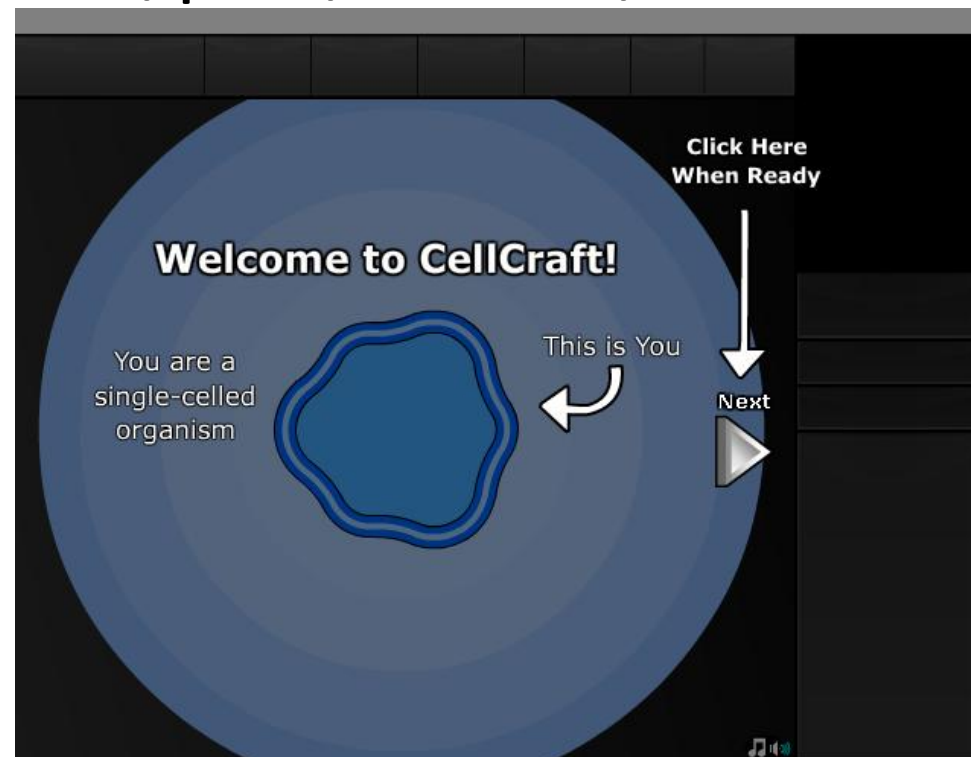 Click Here
When Ready
Welcome to CellCraft!
This is You
You are a
single-celled
organism
Next